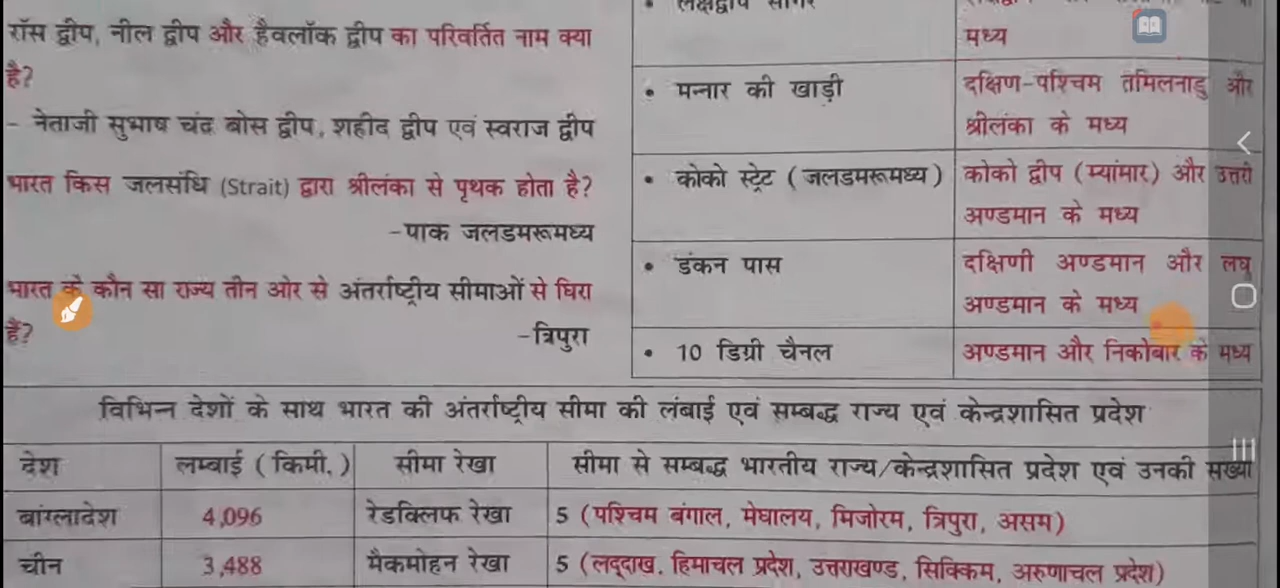 रॉस द्वीप, नील द्वीप और हैवलॉक द्वीप का परिवर्तित नाम क्या
है?
- नेताजी सुभाष चंद्र बोस द्वीप, शहीद द्वीप एवं स्वराज द्वीप
भारत किस जलसंधि (Strait) द्वारा श्रीलंका से पृथक होता है?
-पाक जलडमरूमध्य
भारत के कौन सा राज्य तीन ओर से अंतर्राष्ट्रीय सीमाओं से घिरा
है?
-त्रिपुरा
मध्य
• मन्नार की खाड़ी
दक्षिण-पश्चिम तमिलनाडु और
श्रीलंका के मध्य
• कोको स्ट्रेट (जलडमरूमध्य)
कोको द्वीप (म्यांमार) और उत्तरी
अण्डमान के मध्य
• डंकन पास
दक्षिणी अण्डमान और लघु
अण्डमान के मध्य
• 10 डिग्री चैनल
अण्डमान और निकोबार के मध्य
विभिन्न देशों के साथ भारत की अंतर्राष्ट्रीय सीमा की लंबाई एवं सम्बद्ध राज्य एवं केन्द्रशासित प्रदेश
देश लम्बाई (किमी.) सीमा रेखा सीमा से सम्बद्ध भारतीय राज्य/केन्द्रशासित प्रदेश एवं उनकी संख्या
बांग्लादेश 4,096 रेडक्लिफ रेखा 5 (पश्चिम बंगाल, मेघालय, मिजोरम, त्रिपुरा, असम)
चीन 3,488 मैकमोहन रेखा 5 (लद्दाख, हिमाचल प्रदेश, उत्तराखण्ड, सिक्किम, अरुणाचल प्रदेश)